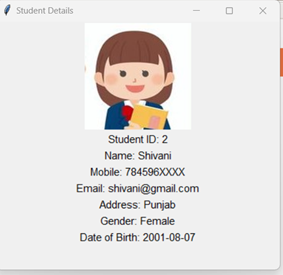 Student Details
Student ID: 2
Name: Shivani
Mobile: 784596XXXX
Email: shivani@gmail.com
Address: Punjab
Gender: Female
Date of Birth: 2001-08-07